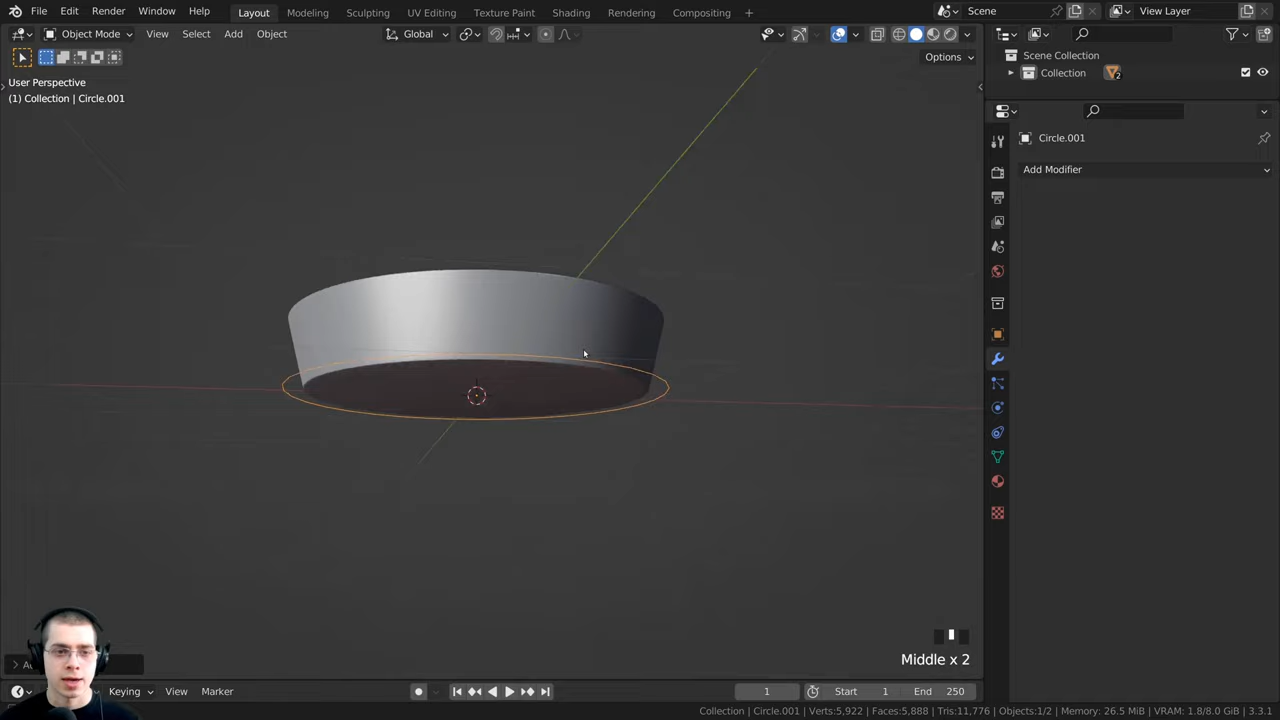 File Edit Render Window Help Layout Modeling Sculpting UV Editing Texture Paint Shading Rendering Compositing + Scene View Layer
Object Mode View Select Add Object Global
Options
User Perspective
(1) Collection | Circle.001
Scene Collection
Collection 2
Circle.001
Add Modifier
Middle x 2
Keying View Marker 1 Start 1 End 250
Collection | Circle.001 | Verts:5,922 | Faces:5,888 | Tris:11,776 | Objects:1/2 | Memory: 26.5 MiB | VRAM: 1.8/8.0 GiB | 3.3.1